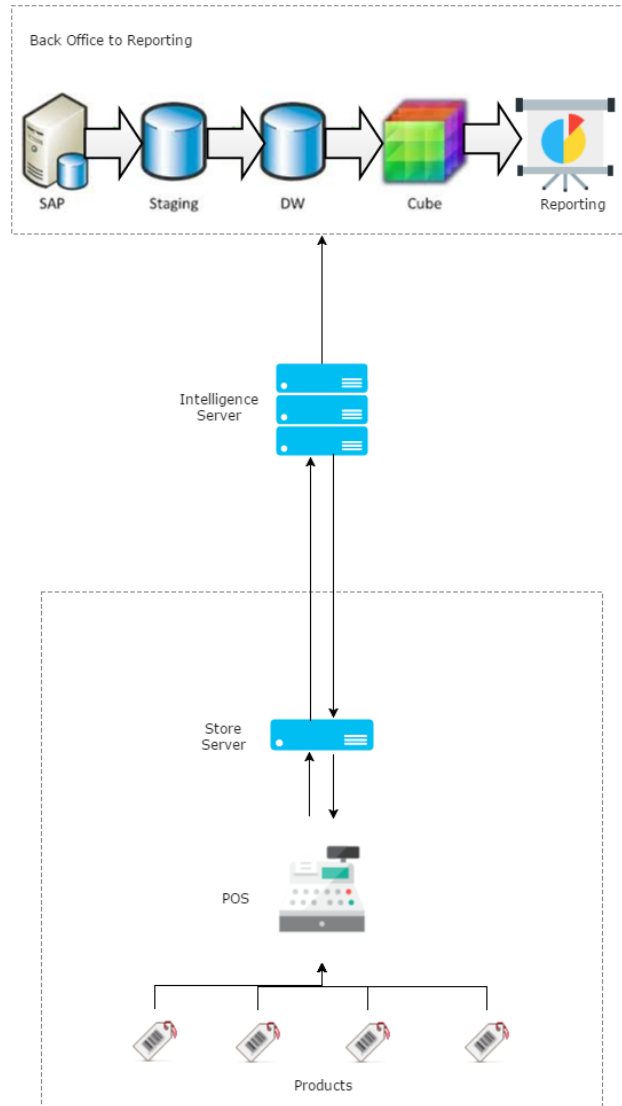 Back Office to Reporting
SAP
Staging
DW
Cube
Reporting
Intelligence
Server
Store
Server
POS
Products